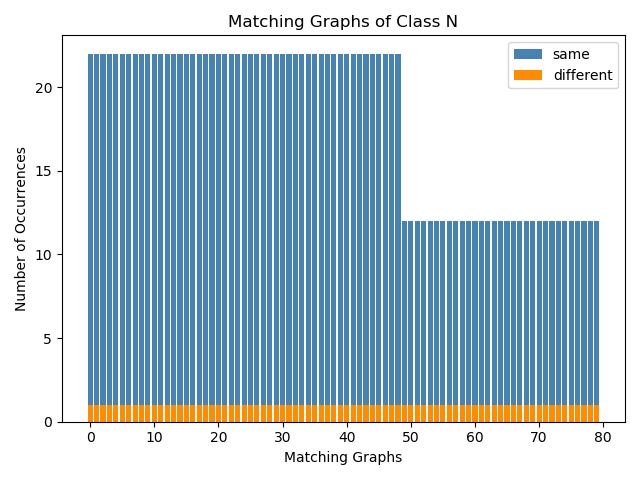 Matching Graphs of Class N
same
different
Number of Occurrences
20
15
10
5
0
0 10 20 30 40 50 60 70 80
Matching Graphs